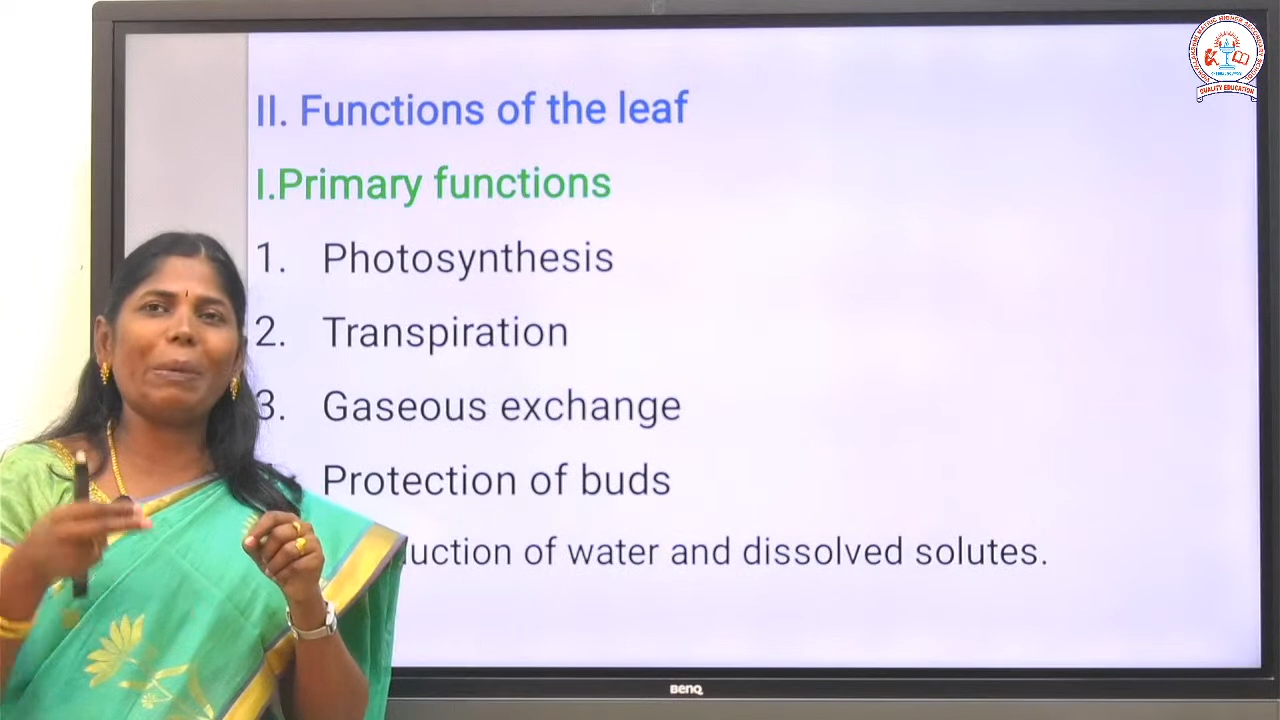 II. Functions of the leaf
I.Primary functions
1. Photosynthesis
2. Transpiration
3. Gaseous exchange
Protection of buds
of water and dissolved solutes.
BenQ
QUALITY EDUCATION